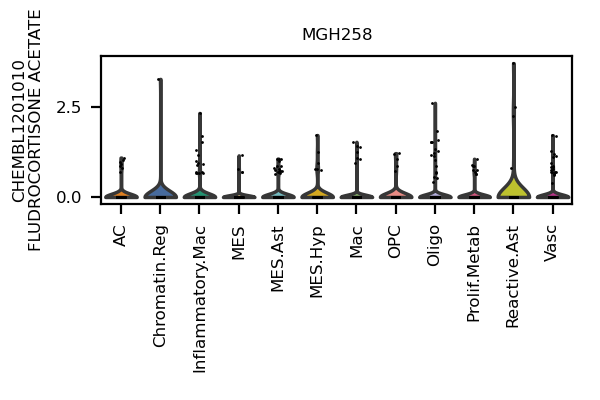 MGH258
CHEMBL1201010
FLUDROCORTISONE ACETATE
2.5
0.0
AC
Chromatin.Reg
Inflammatory.Mac
MES
MES.Ast
MES.Hyp
Mac
OPC
Oligo
Prolif.Metab
Reactive.Ast
Vasc